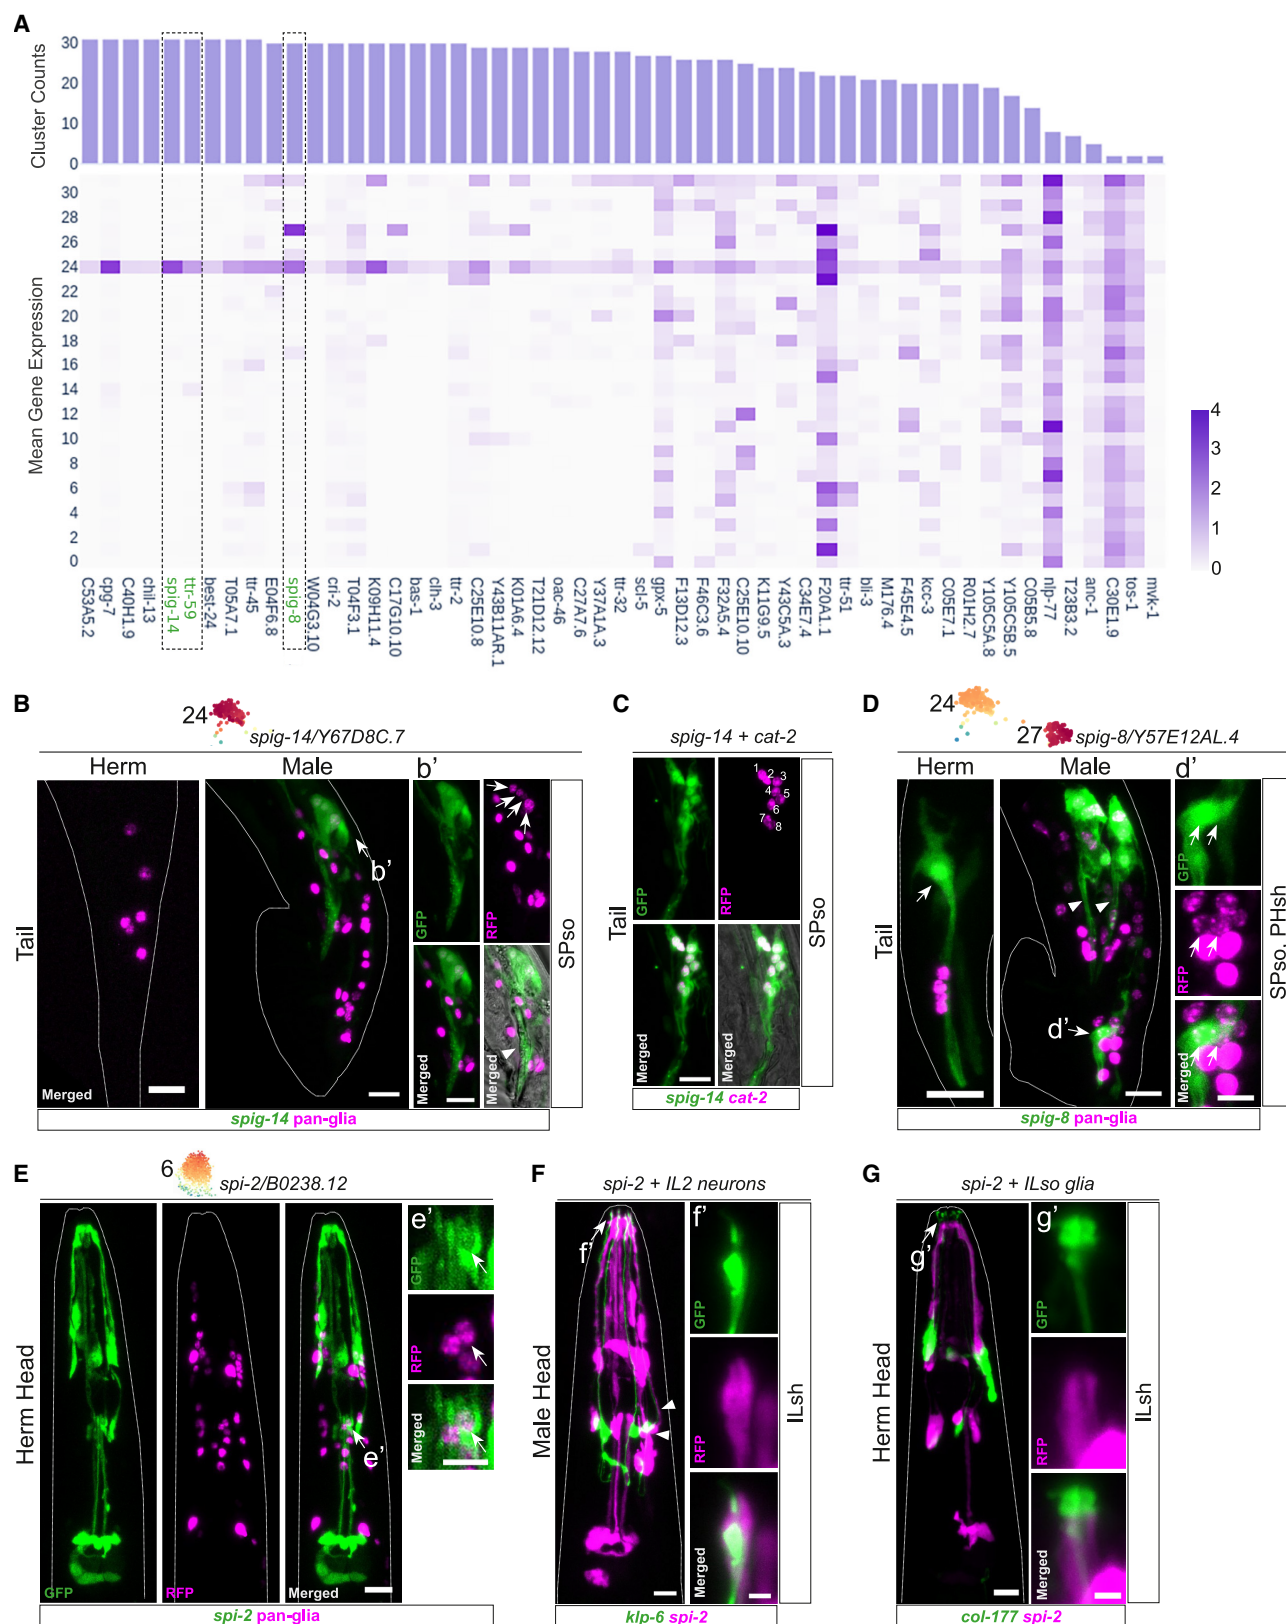 A
Cluster Counts
30
20
10
0
Mean Gene Expression
30
28
26
24
22
20
18
16
14
12
10
8
6
4
2
0
4
3
2
1
0
C53A5.2
cpg-7
C40H1.9
chil-13
spig-14
ttr-59
best-24
T05A7.1
ttr-45
E04F6.8
spig-8
W04G3.10
cri-2
T04F3.1
K09H11.4
C17G10.10
bas-1
clh-3
ttr-2
C25E10.8
Y43B11AR.1
K01A6.4
T21D12.12
oac-46
C27A7.6
Y37A1A.3
ttr-32
scl-5
gpx-5
F13D12.3
F46C3.6
F32A5.4
C25E10.10
K11G9.5
Y43C5A.3
C34E7.4
F20A1.1
ttr-51
bli-3
M176.4
F45E4.5
kcc-3
C05E7.1
R01H2.7
Y105C5A.8
Y105C5B.5
C05B5.8
nlp-77
T23B3.2
anc-1
C30E1.9
tos-1
mvk-1
B
24
spig-14/Y67D8C.7
Herm
Male
b'
Tail
Merged
b'
GFP
RFP
Merged
Merged
SPso
spig-14 pan-glia
C
spig-14 + cat-2
Tail
GFP
RFP
1
2
3
4
5
6
7
8
Merged
Merged
SPso
spig-14 cat-2
D
24
27
spig-8/Y57E12AL.4
Herm
Male
d'
Tail
d'
GFP
RFP
Merged
SPso, PHsh
spig-8 pan-glia
E
6
spi-2/B0238.12
Herm Head
GFP
RFP
Merged
e'
e'
GFP
RFP
Merged
spi-2 pan-glia
F
spi-2 + IL2 neurons
Male Head
f'
f'
GFP
RFP
Merged
ILsh
klp-6 spi-2
G
spi-2 + ILso glia
Herm Head
g'
g'
GFP
RFP
Merged
ILsh
col-177 spi-2